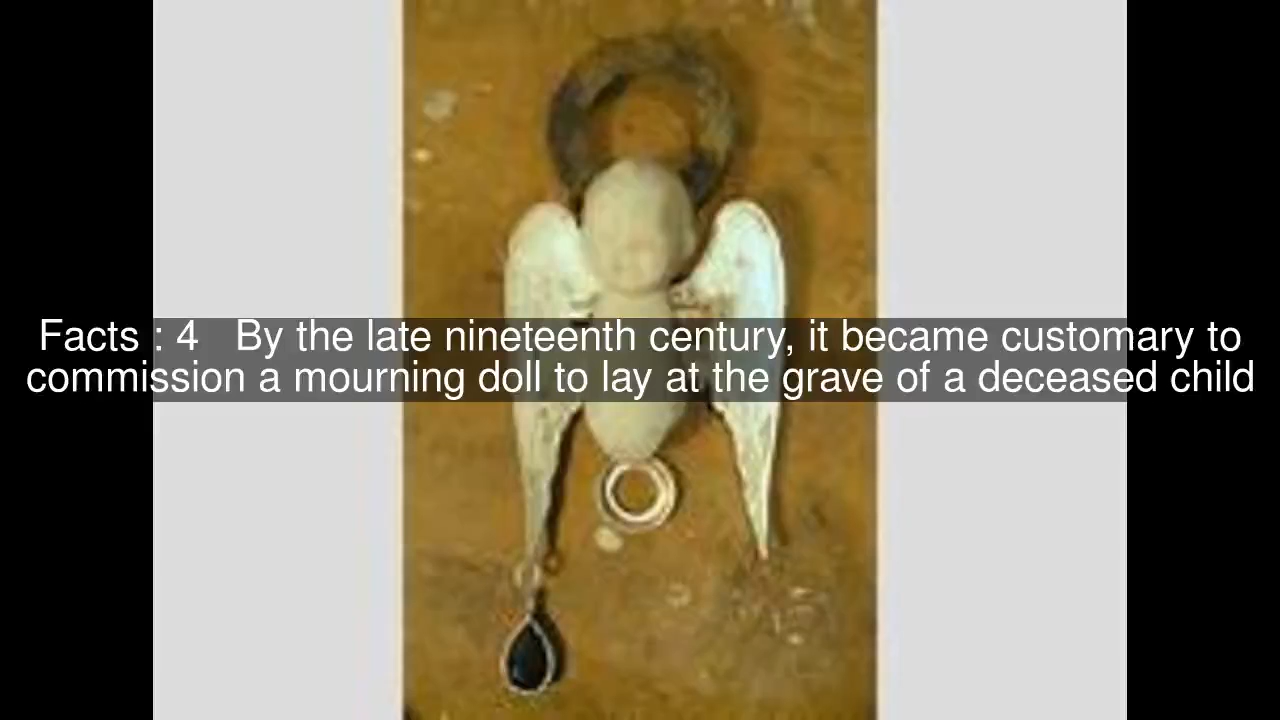 Facts : 4   By the late nineteenth century, it became customary to
commission a mourning doll to lay at the grave of a deceased child